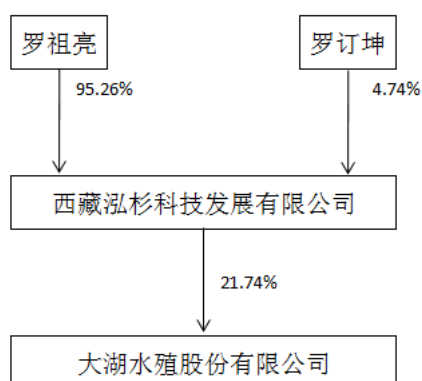 罗祖亮 罗订坤
95.26% 4.74%
西藏泓杉科技发展有限公司
21.74%
大湖水殖股份有限公司